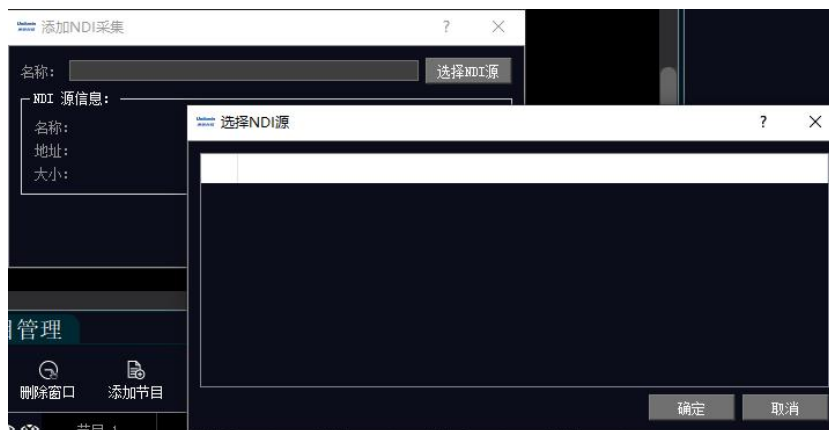 添加NDI采集
?
×
名称：
选择NDI源
NDI 源信息：
名称：
地址：
大小：
选择NDI源
?
×
管理
删除窗口
添加节目
确定
取消